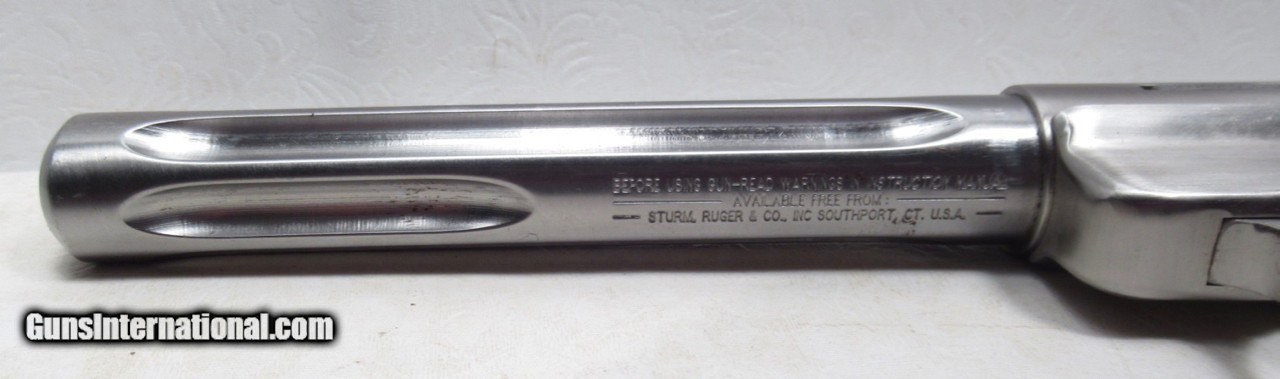 BEFORE USING GUN-READ WARNINGS IN INSTRUCTION MANUAL
AVAILABLE FREE FROM:
STURM, RUGER & CO., INC SOUTHPORT, CT. U.S.A.
GunsInternational.com